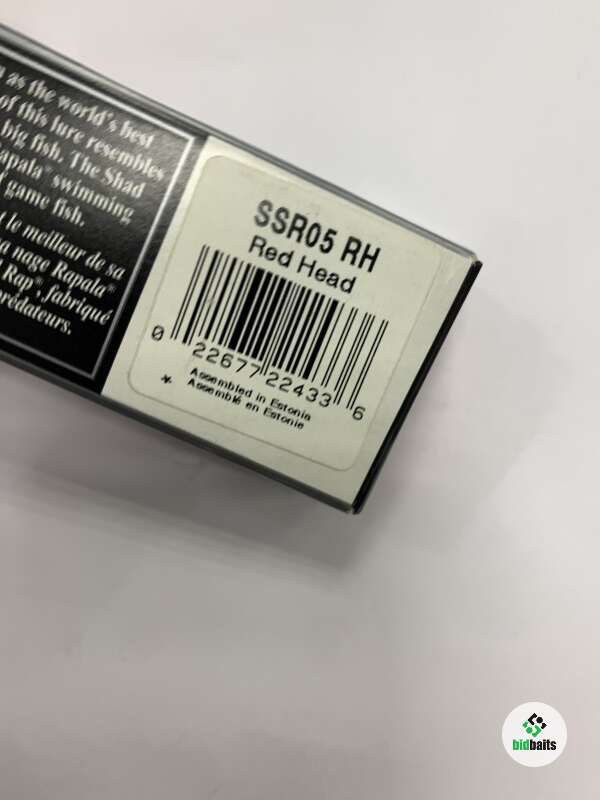 as the world's best
of this lure resembles
big fish. The Shad
apala® swimming
game fish.
le meilleur de sa
a nage Rapala®
Rap®, fabriqué
rédateurs.
SSR05 RH
Red Head
0 22677 22433 6
* Assembled in Estonia
Assemblé en Estonie
bidbaits